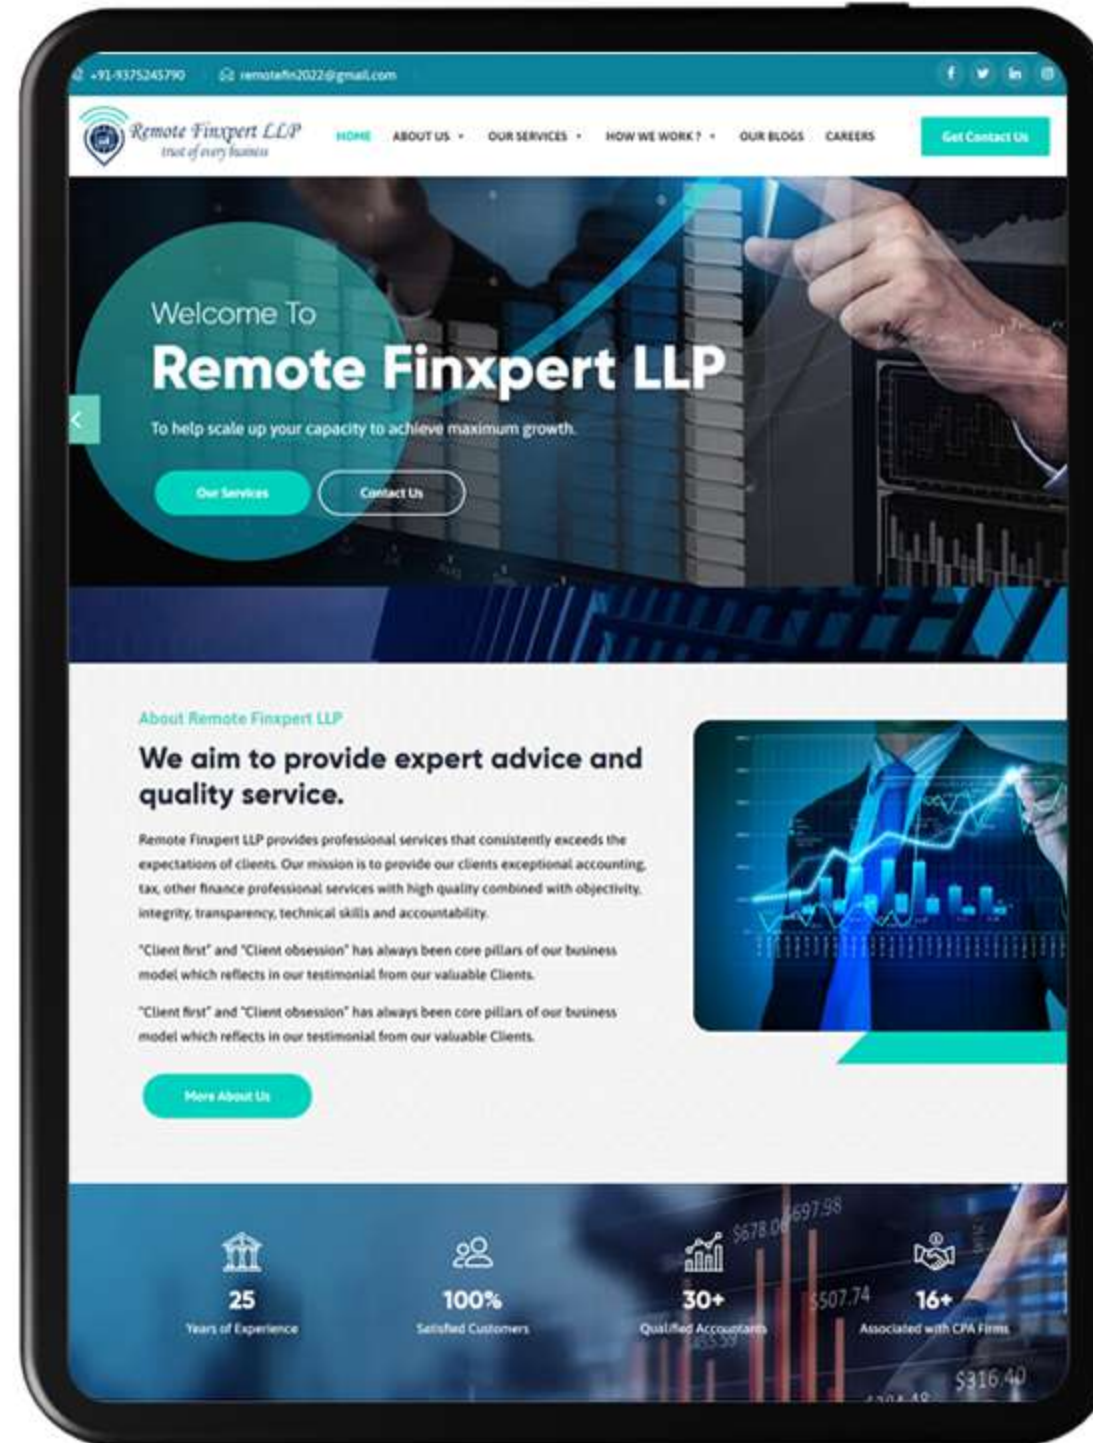 +91-9375245790 remotefin2022@gmail.com
Remote Finxpert LLP
trust of every business
HOME ABOUT US OUR SERVICES HOW WE WORK ? OUR BLOGS CAREERS Get Contact Us
Welcome To
Remote Finxpert LLP
To help scale up your capacity to achieve maximum growth.
Our Services Contact Us
About Remote Finxpert LLP
We aim to provide expert advice and
quality service.
Remote Finxpert LLP provides professional services that consistently exceeds the
expectations of clients. Our mission is to provide our clients exceptional accounting,
tax, other finance professional services with high quality combined with objectivity,
integrity, transparency, technical skills and accountability.
"Client first" and "Client obsession" has always been core pillars of our business
model which reflects in our testimonial from our valuable Clients.
"Client first" and "Client obsession" has always been core pillars of our business
model which reflects in our testimonial from our valuable Clients.
More About Us
$697.98
25 100% 30+ $507.74 16+
Years of Experience Satisfied Customers Qualified Accountants Associated with CPA Firms
$316.40